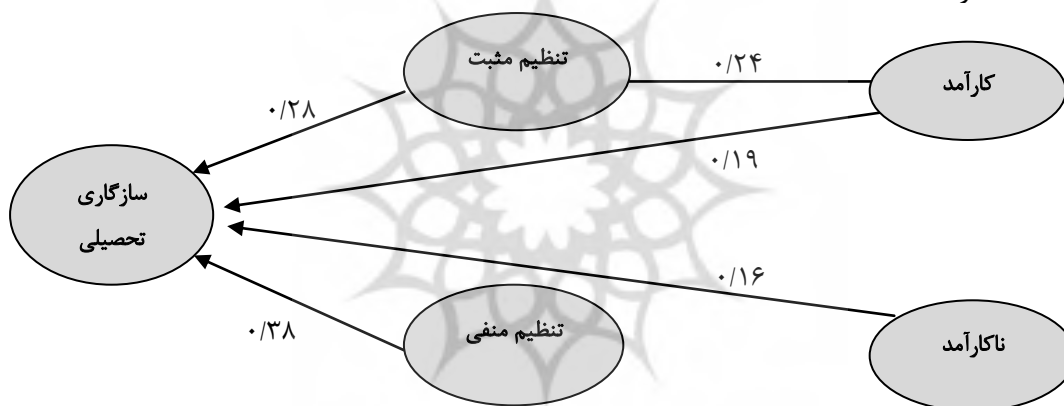 تنظیم مثبت
۰/۲۴
کارآمد
۰/۲۸
۰/۱۹
سازگاری
تحصیلی
۰/۱۶
۰/۳۸
تنظیم منفی
ناکارآمد